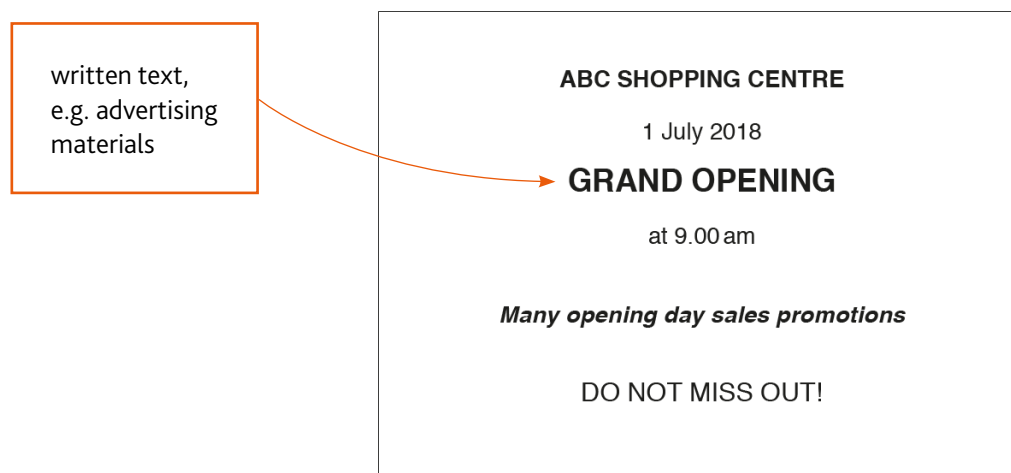 written text,
e.g. advertising
materials
ABC SHOPPING CENTRE
1 July 2018
GRAND OPENING
at 9.00 am
Many opening day sales promotions
DO NOT MISS OUT!